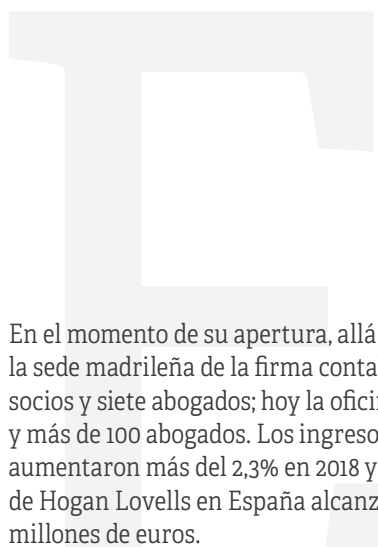 En el momento de su apertura, allá
la sede madrileña de la firma conta
socios y siete abogados; hoy la ofici
y más de 100 abogados. Los ingreso
aumentaron más del 2,3% en 2018 y
de Hogan Lovells en España alcanz
millones de euros.